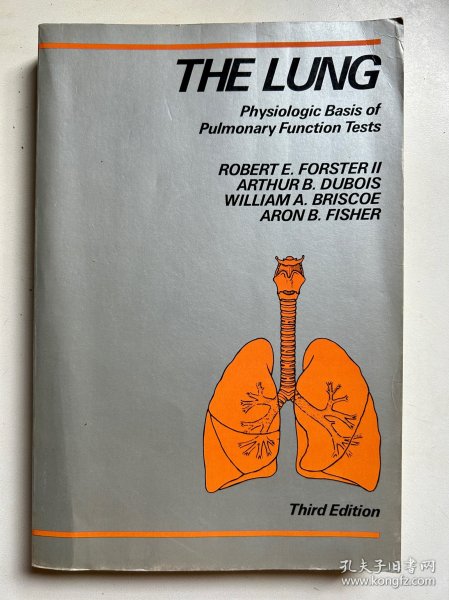 THE LUNG
Physiologic Basis of
Pulmonary Function Tests
ROBERT E. FORSTER II
ARTHUR B. DUBOIS
WILLIAM A. BRISCOE
ARON B. FISHER
Third Edition
孔夫子旧书网
www.kongfz.com